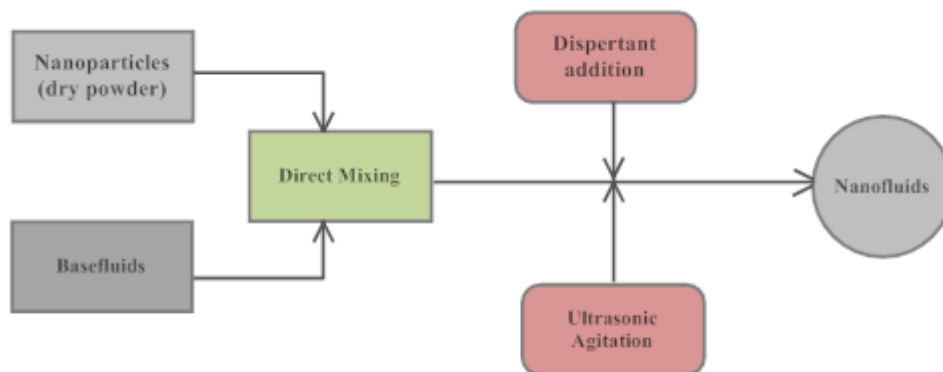 Nanoparticles
(dry powder)
Basefluids
Direct Mixing
Dispertant
addition
Ultrasonic
Agitation
Nanofluids